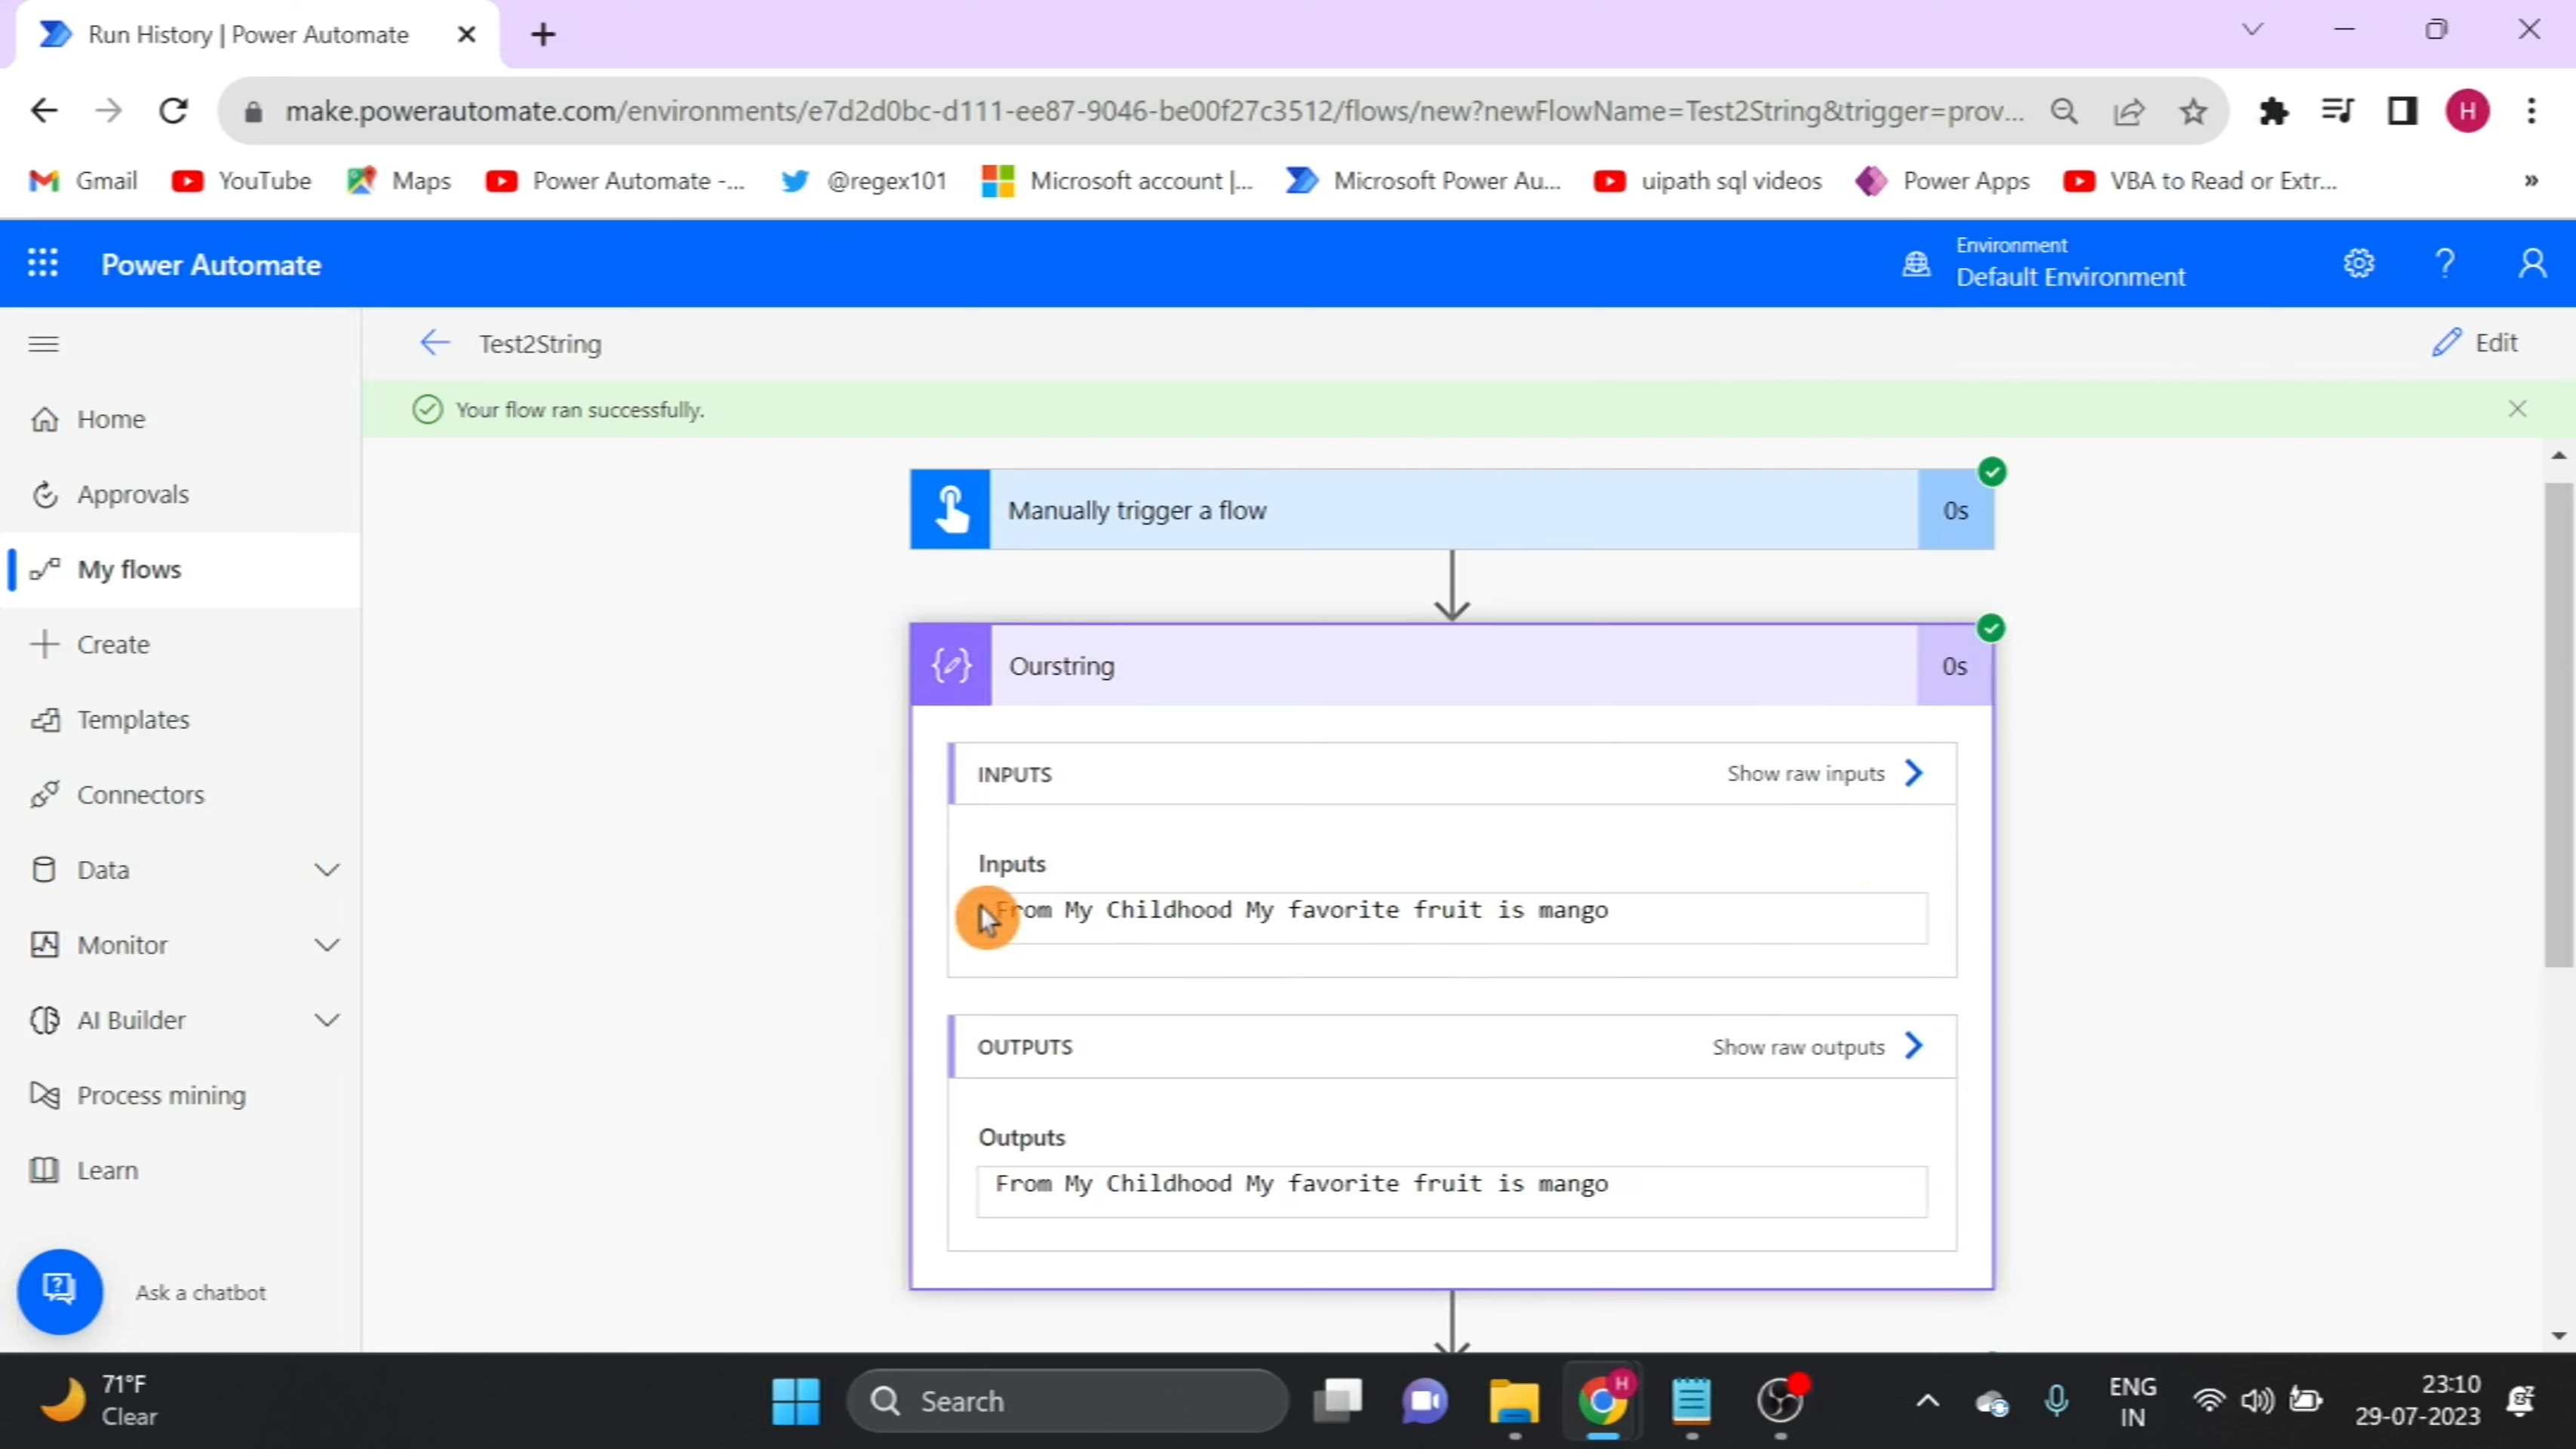 Run History | Power Automate
make.powerautomate.com/environments/e7d2d0bc-d111-ee87-9046-be00f27c3512/flows/new?newFlowName=Test2String&trigger=prov...
H
Gmail
YouTube
Maps
Power Automate -...
@regex101
Microsoft account |...
Microsoft Power Au...
uipath sql videos
Power Apps
VBA to Read or Extr...
»
Power Automate
Environment
Default Environment
Test2String
Edit
Your flow ran successfully.
Home
Approvals
My flows
Create
Templates
Connectors
Data
Monitor
AI Builder
Process mining
Learn
Ask a chatbot
Manually trigger a flow
0s
Ourstring
0s
INPUTS
Show raw inputs
Inputs
From My Childhood My favorite fruit is mango
OUTPUTS
Show raw outputs
Outputs
From My Childhood My favorite fruit is mango
71°F
Clear
Search
H
ENG
IN
23:10
29-07-2023